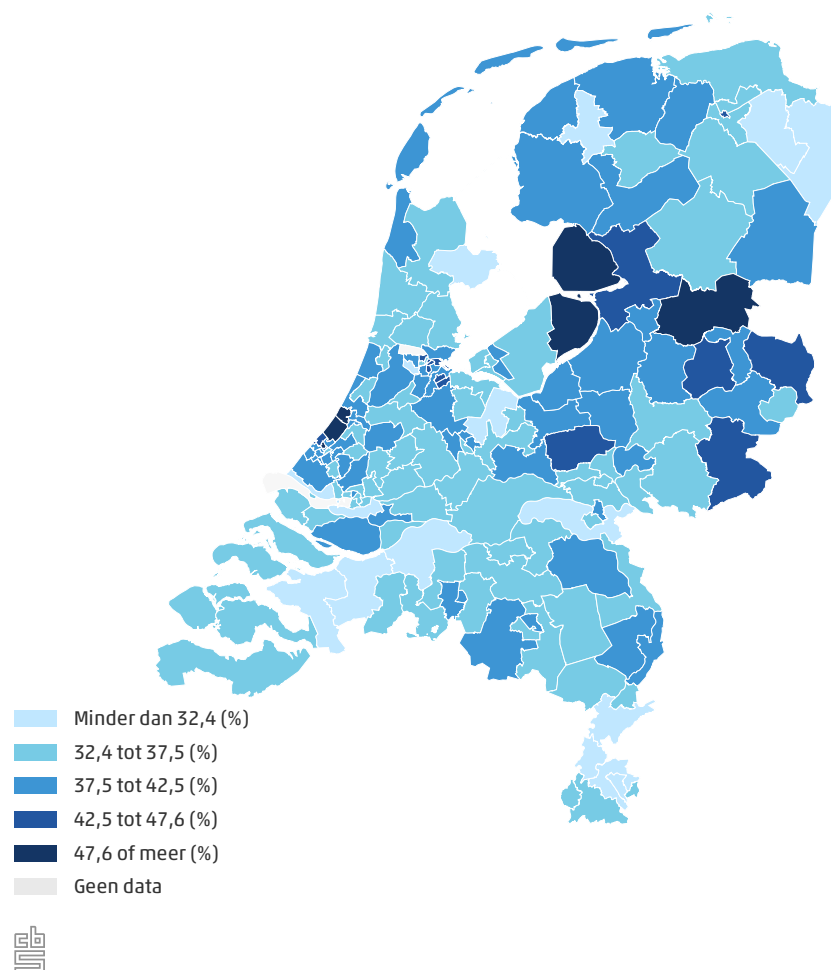 Minder dan 32,4 (%)
32,4 tot 37,5 (%)
37,5 tot 42,5 (%)
42,5 tot 47,6 (%)
47,6 of meer (%)
Geen data
cbs